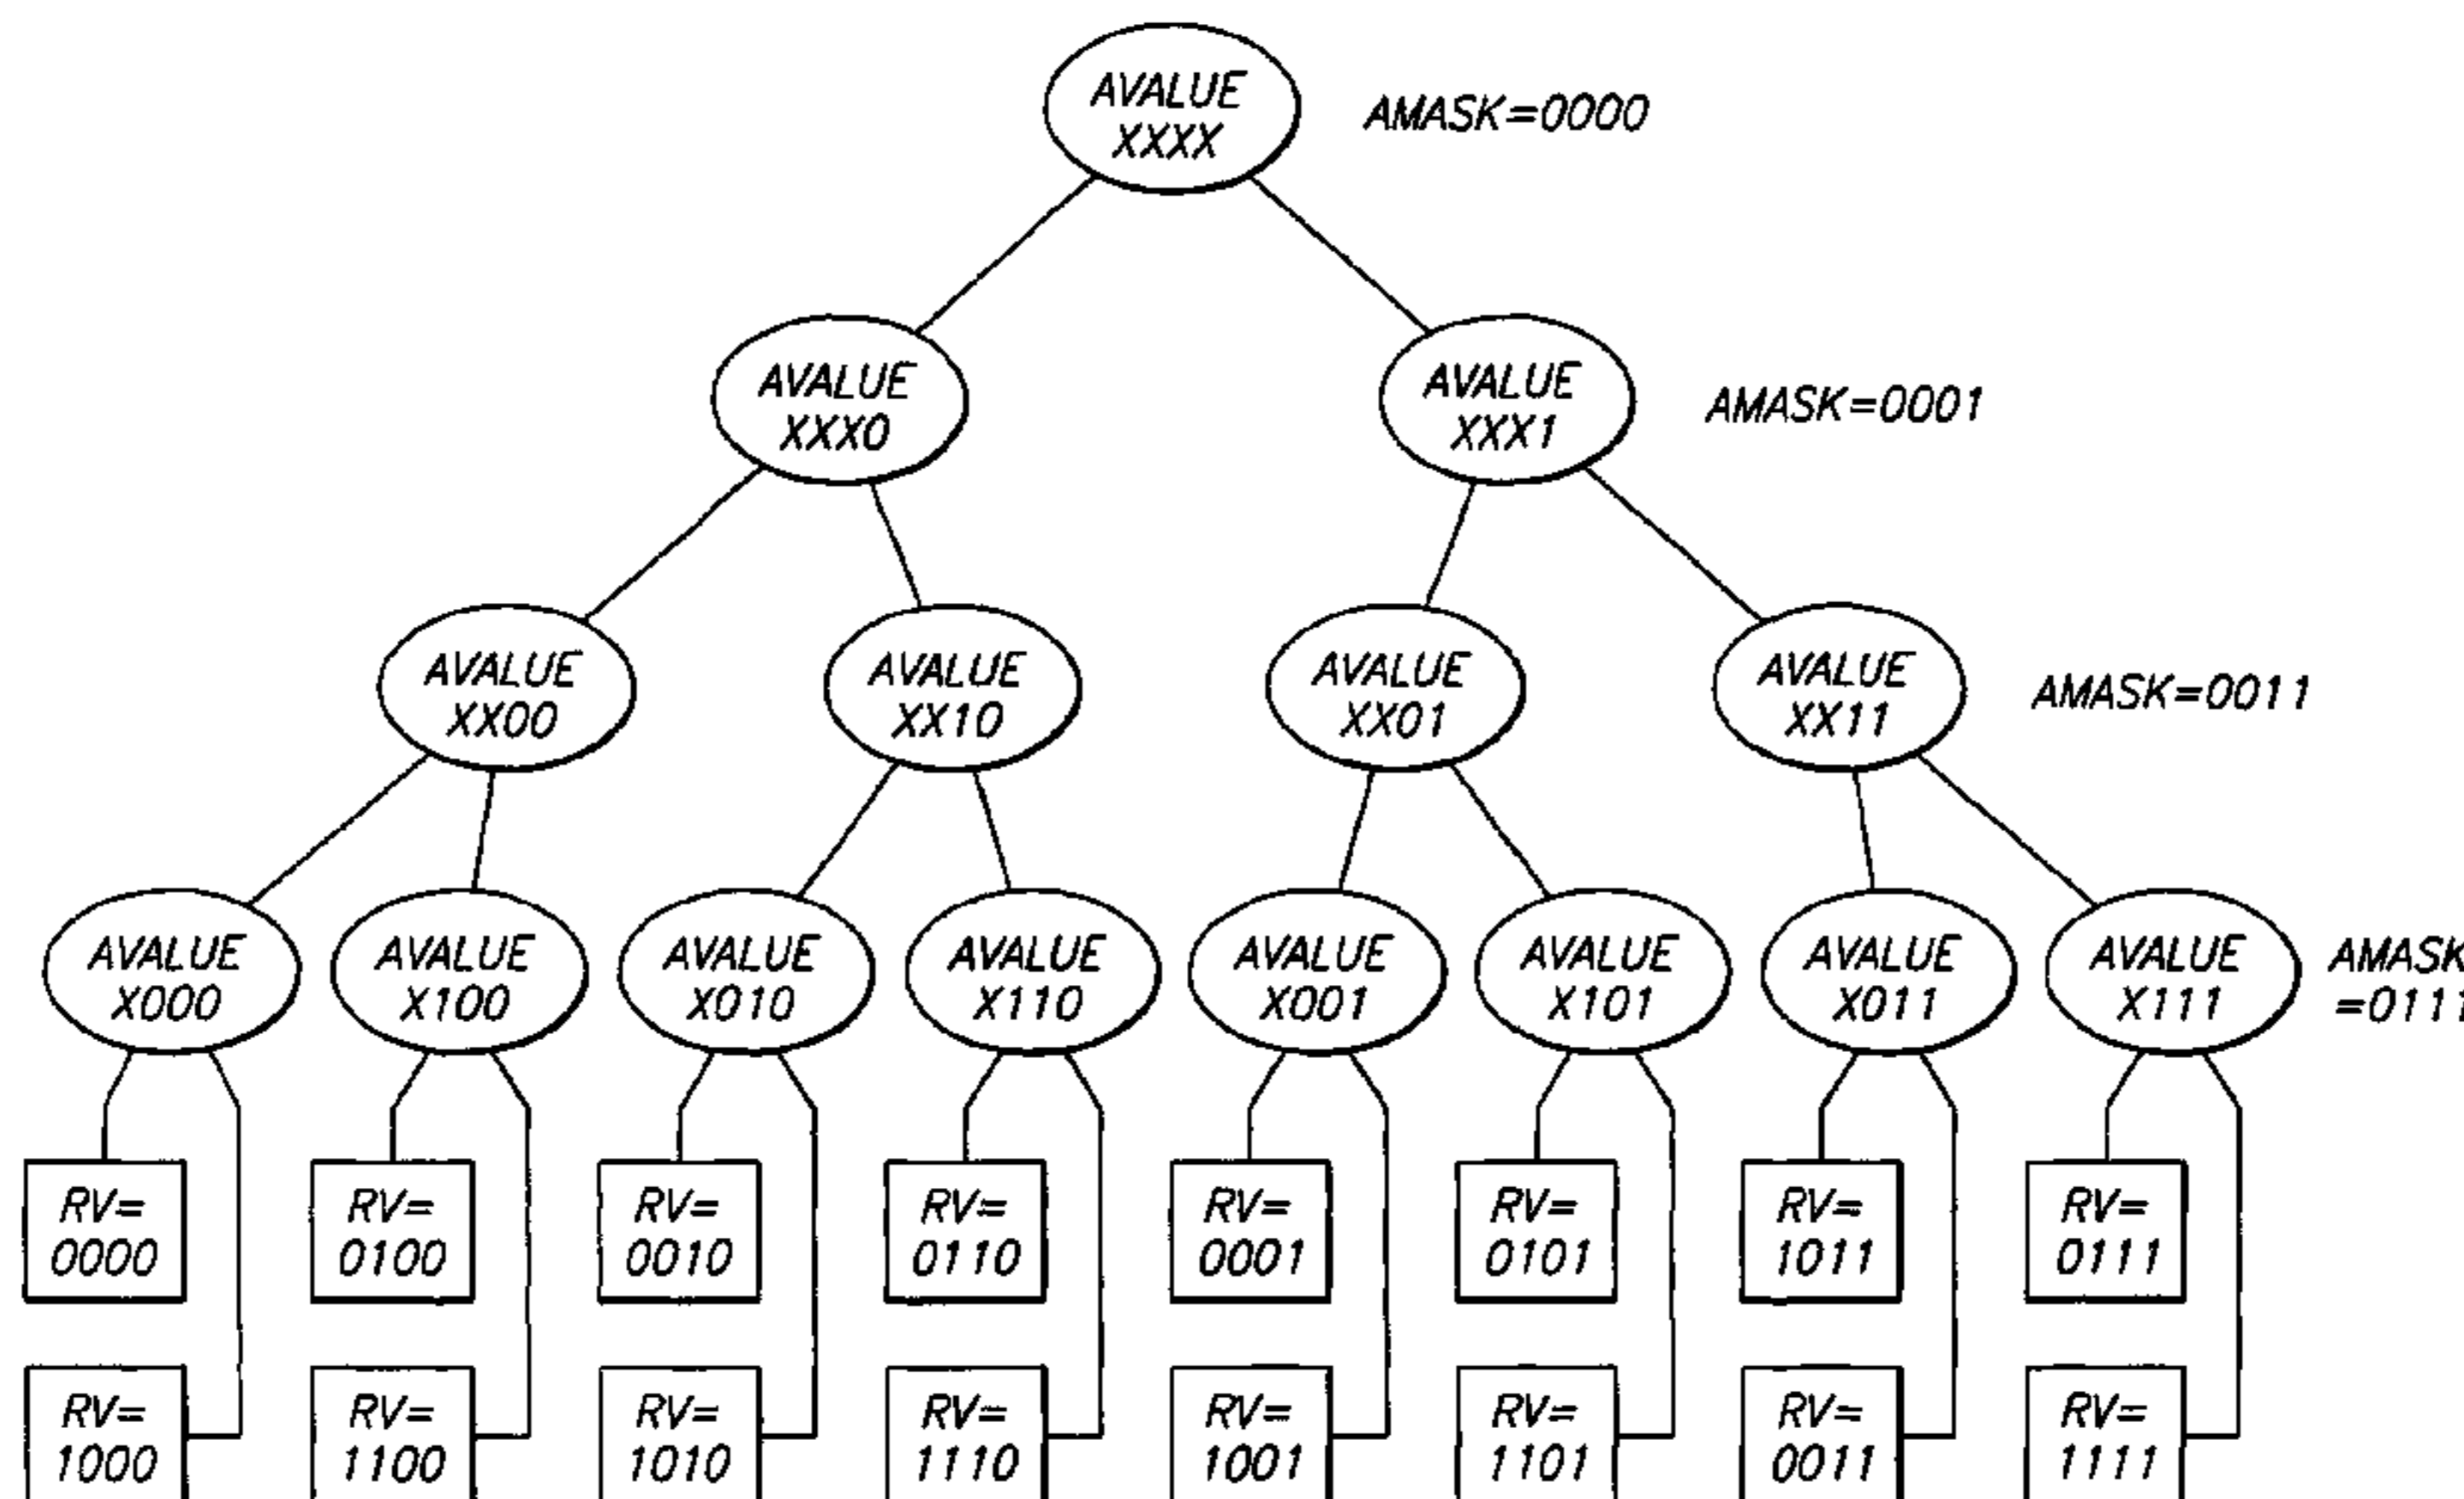 AVALUE
XXXX
AMASK=0000
AVALUE
XXX0
AVALUE
XXX1
AMASK=0001
AVALUE
XX00
AVALUE
XX10
AVALUE
XX01
AVALUE
XX11
AMASK=0011
AVALUE
X000
AVALUE
X100
AVALUE
X010
AVALUE
X110
AVALUE
X001
AVALUE
X101
AVALUE
X011
AVALUE
X111
AMASK
=0111
RV=
0000
RV=
0100
RV=
0010
RV=
0110
RV=
0001
RV=
0101
RV=
1011
RV=
0111
RV=
1000
RV=
1100
RV=
1010
RV=
1110
RV=
1001
RV=
1101
RV=
0011
RV=
1111